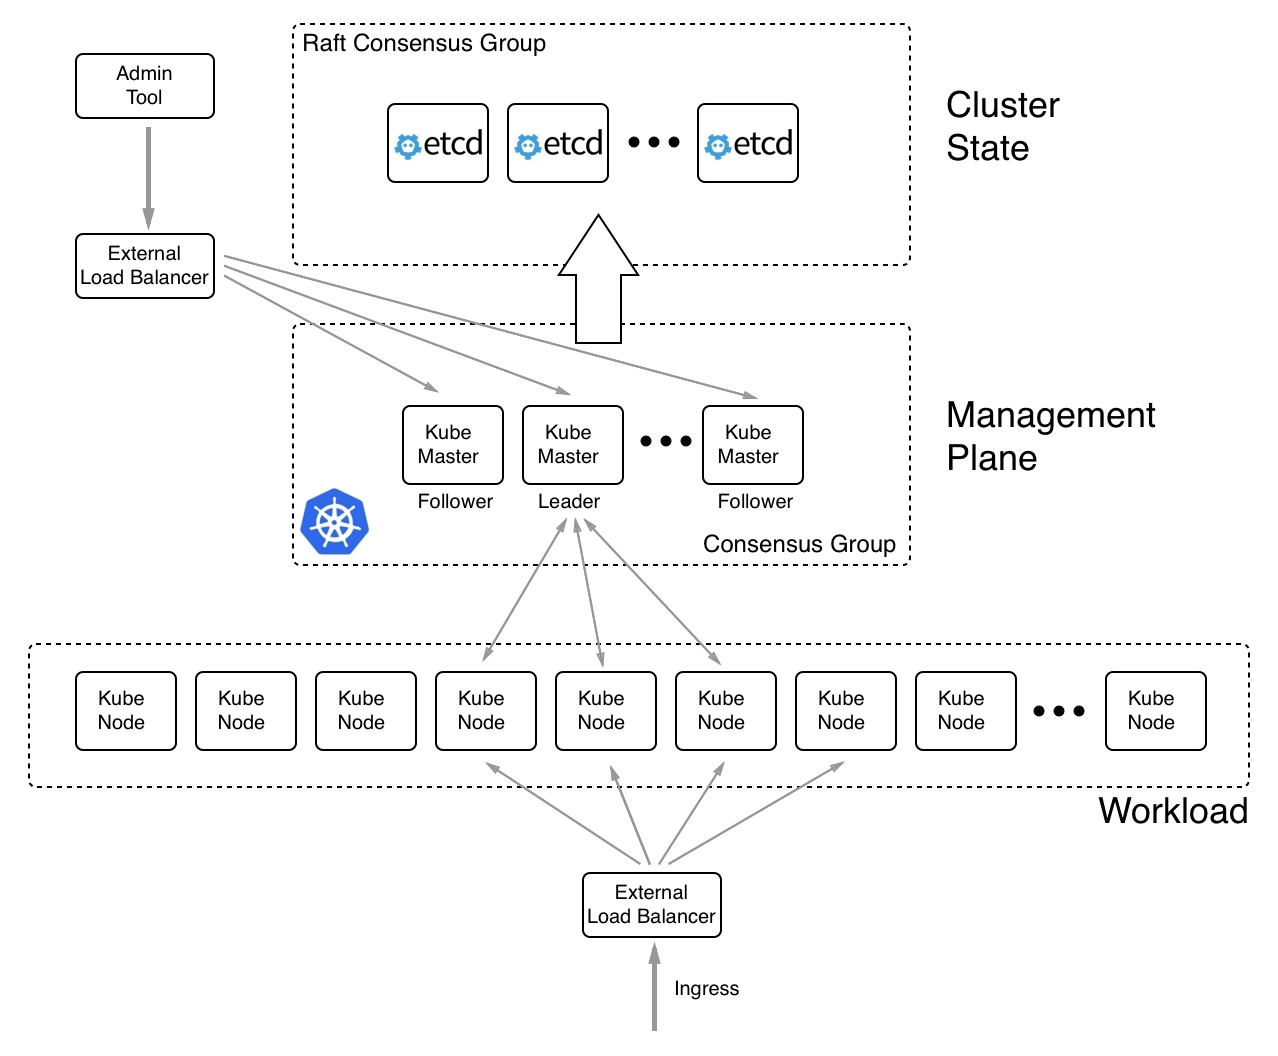 Raft Consensus Group
Admin
Tool
etcd
etcd
etcd
Cluster
State
External
Load Balancer
Kube
Master
Follower
Kube
Master
Leader
Kube
Master
Follower
Management
Plane
Consensus Group
Kube
Node
Kube
Node
Kube
Node
Kube
Node
Kube
Node
Kube
Node
Kube
Node
Kube
Node
Kube
Node
Workload
External
Load Balancer
Ingress